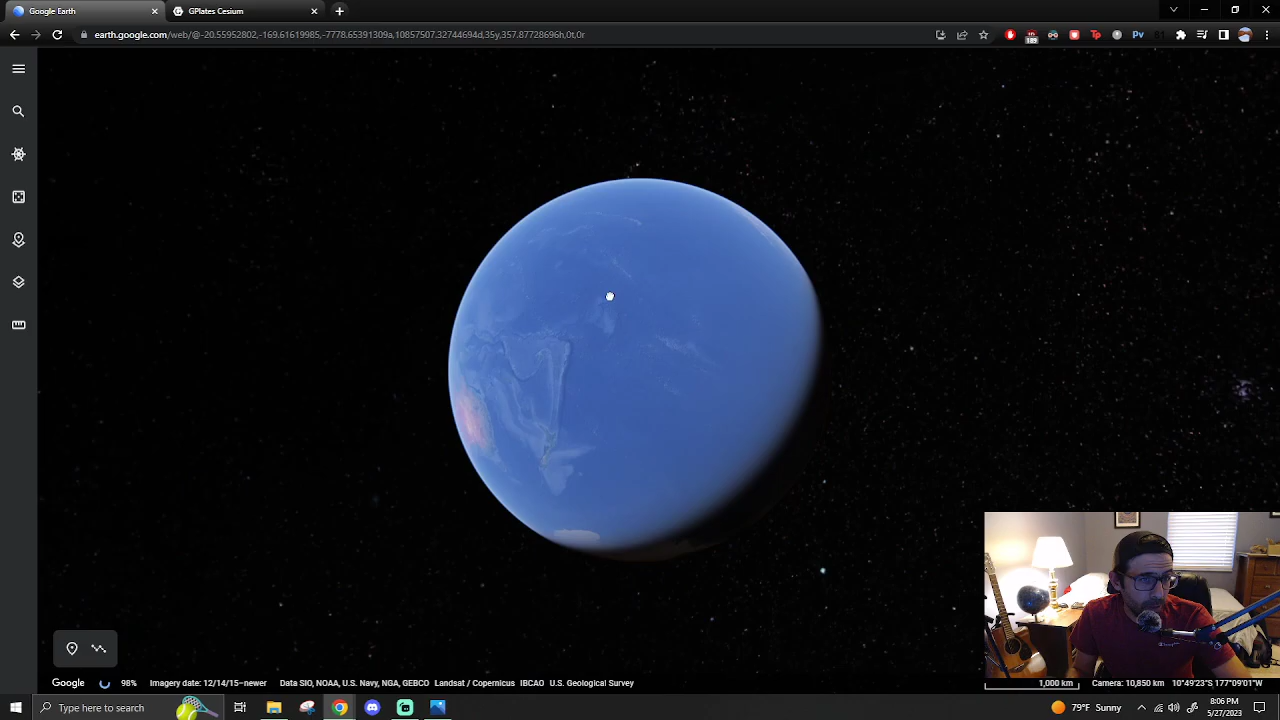 Google Earth
GPlates Cesium
earth.google.com/web/@-20.55952802,-169.61619985,-7778.65391309a,10857507.32744694d,35y,357.87728696h,0t,0r
189
Tp
Pv
Google
98%
Imagery date: 12/14/15-newer
Data SIO, NOAA, U.S. Navy, NGA, GEBCO Landsat / Copernicus IBCAO U.S. Geological Survey
1,000 km
Camera: 10,850 km 10°49'23"S 177°09'01"W
Type here to search
79°F Sunny
8:06 PM
5/27/2023